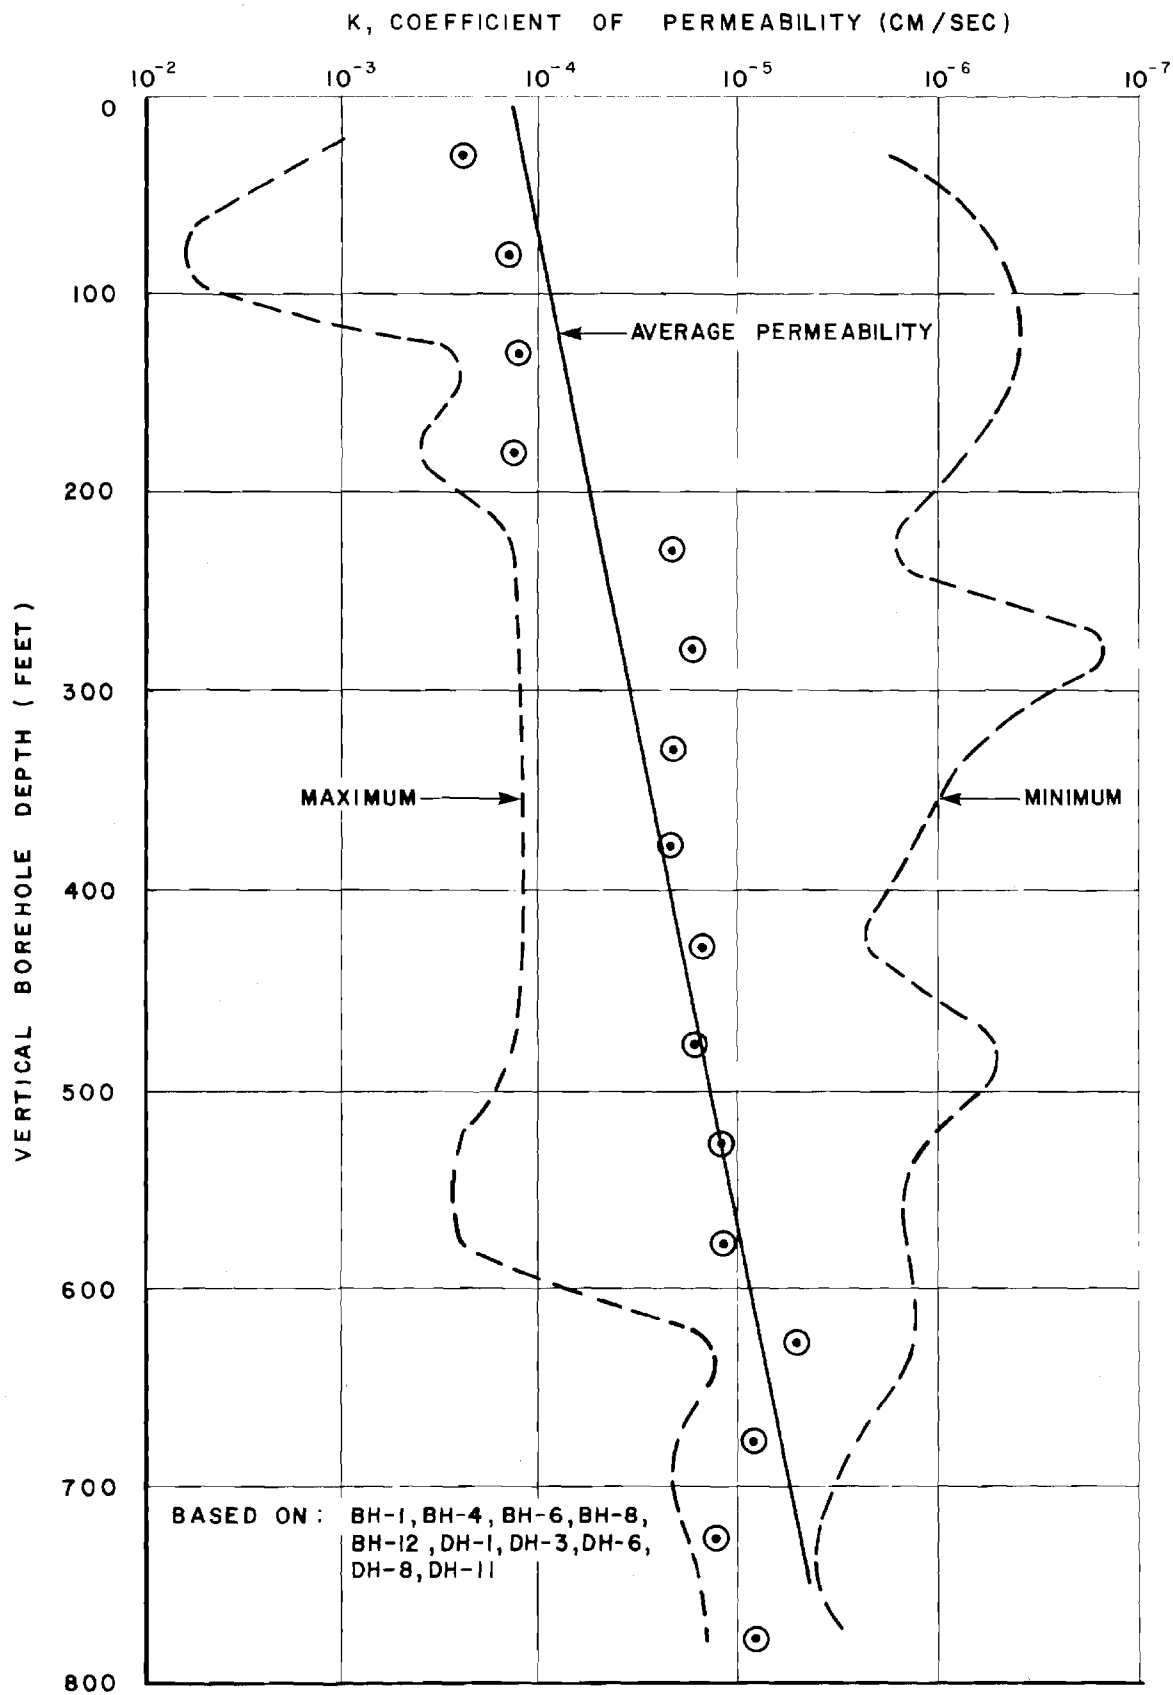 K, COEFFICIENT OF PERMEABILITY (CM/SEC)
10⁻² 10⁻³ 10⁻⁴ 10⁻⁵ 10⁻⁶ 10⁻⁷
0
100
AVERAGE PERMEABILITY
200
300
MAXIMUM
MINIMUM
400
500
600
700
800
VERTICAL BOREHOLE DEPTH (FEET)
BASED ON: BH-1, BH-4, BH-6, BH-8,
BH-12, DH-1, DH-3, DH-6,
DH-8, DH-11